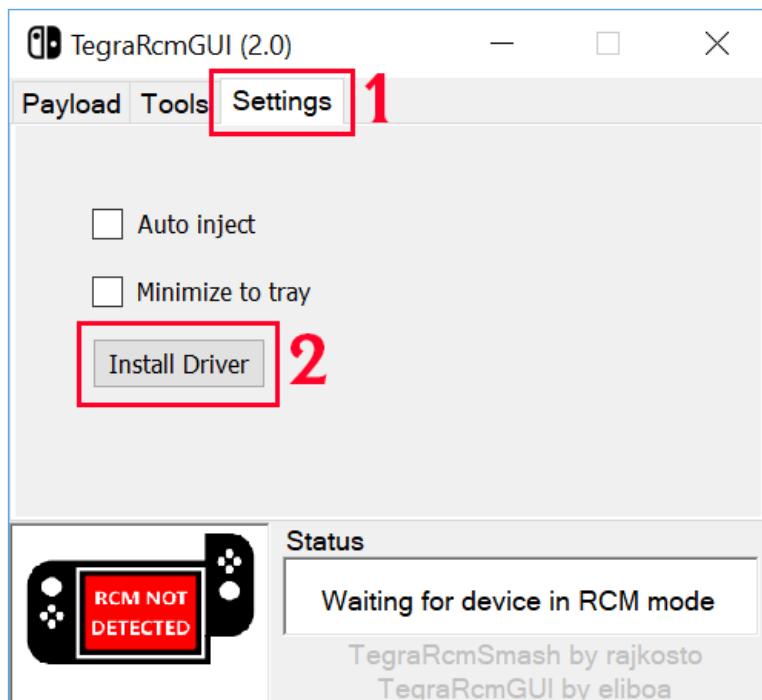 TegraRcmGUI (2.0)
Payload Tools Settings 1
Auto inject
Minimize to tray
Install Driver 2
Status
RCM NOT
DETECTED
Waiting for device in RCM mode
TegraRcmSmash by rajkosto
TegraRcmGUI by eliboa